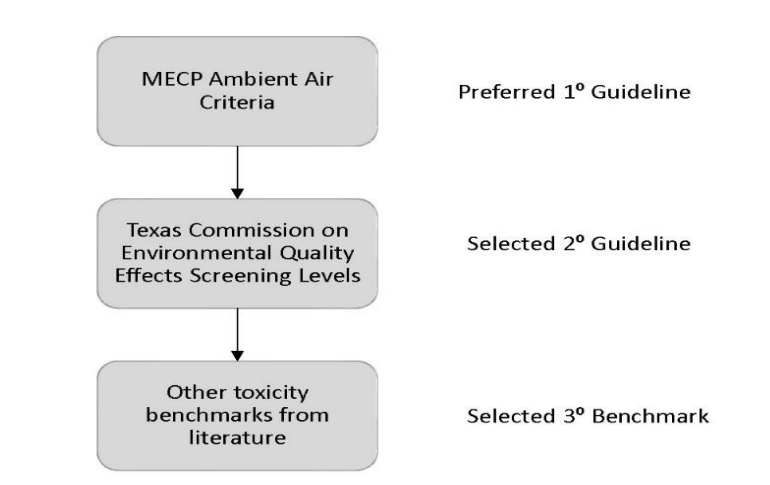 MECP Ambient Air
Criteria
Preferred 1º Guideline
Texas Commission on
Environmental Quality
Effects Screening Levels
Selected 2º Guideline
Other toxicity
benchmarks from
literature
Selected 3º Benchmark